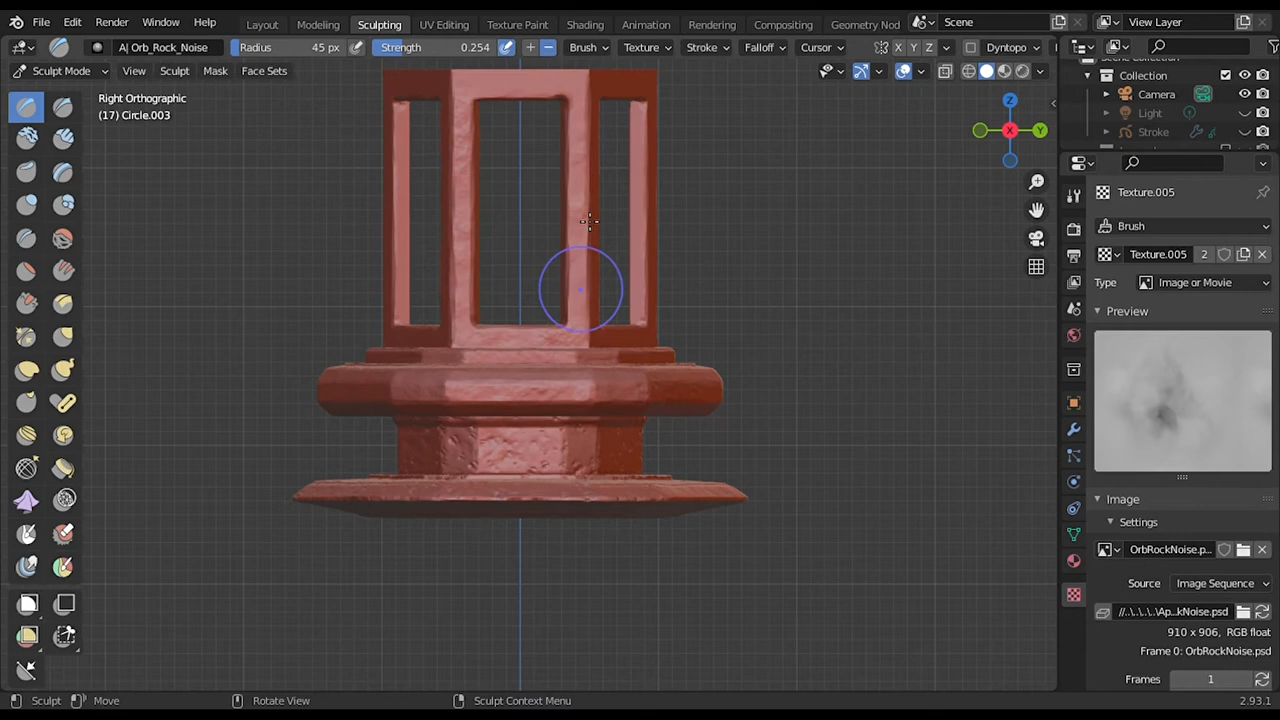 File Edit Render Window Help Layout Modeling Sculpting UV Editing Texture Paint Shading Animation Rendering Compositing Geometry Nod Scene View Layer
A| Orb_Rock_Noise Radius 45 px Strength 0.254 Brush Texture Stroke Falloff Cursor X Y Z Dyntopo
Sculpt Mode View Sculpt Mask Face Sets
Right Orthographic
(17) Circle.003
Z
X
Y
Collection
Camera
Light
Stroke
Texture.005
Brush
Texture.005 2
Type Image or Movie
Preview
Image
Settings
OrbRockNoise.p...
Source Image Sequence
//..\..\..\..\Ap...kNoise.psd
910 x 906, RGB float
Frame 0: OrbRockNoise.psd
Frames 1
Sculpt Move Rotate View Sculpt Context Menu 2.93.1